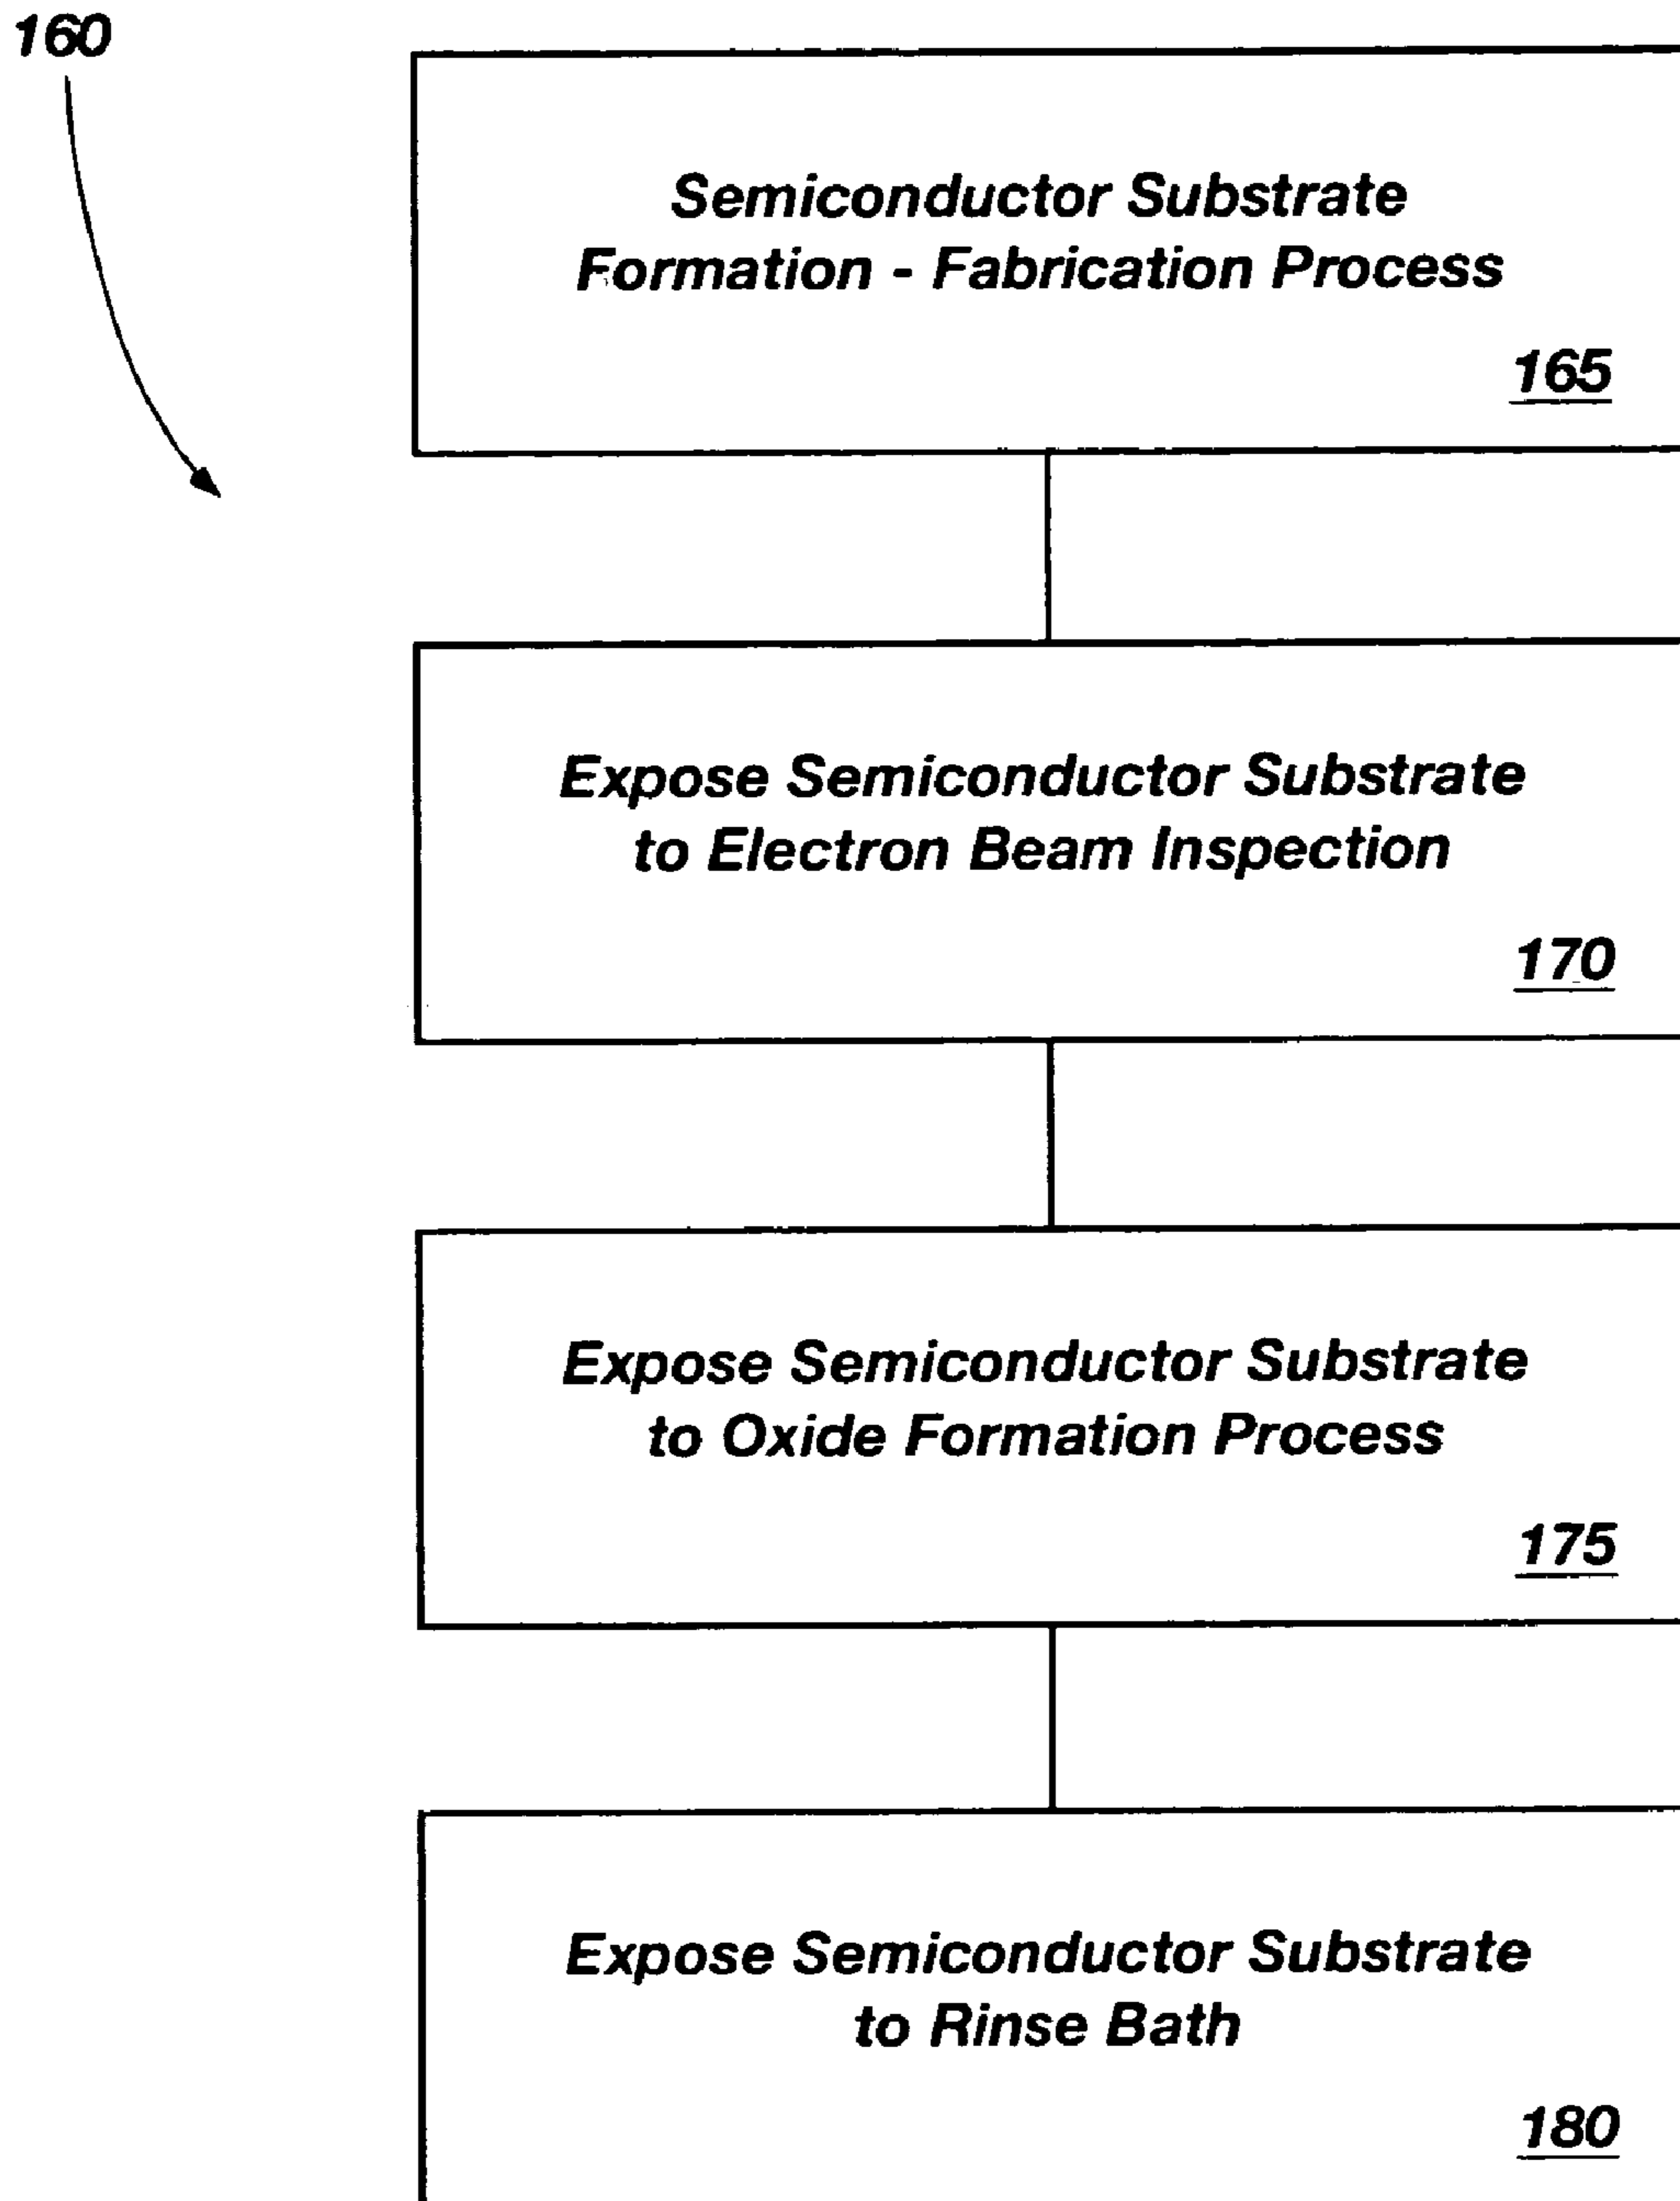 160
Semiconductor Substrate
Formation - Fabrication Process
165
Expose Semiconductor Substrate
to Electron Beam Inspection
170
Expose Semiconductor Substrate
to Oxide Formation Process
175
Expose Semiconductor Substrate
to Rinse Bath
180